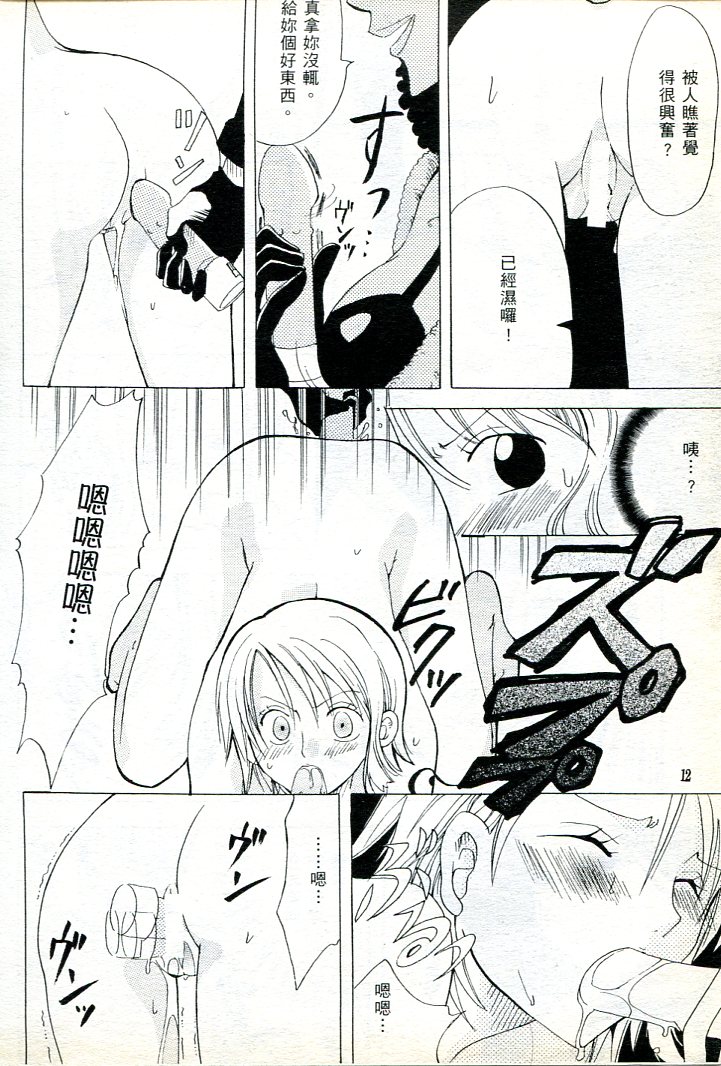 被人瞧著覺
得很興奮？
已經濕囉！
真拿妳沒輒。
給妳個好東西。
すっ…
ヴンッ
咦…？
ズプププ
嗯嗯嗯嗯…
ビクッ
嗯嗯…
………嗯…
ヴン
ヴンッ
12